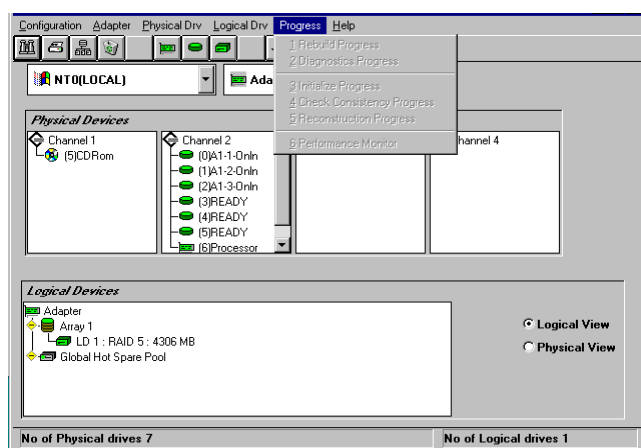 Configuration Adapter Physical Drv Logical Drv Progress Help
1 Rebuild Progress
2 Diagnostics Progress
3 Initialize Progress
4 Check Consistency Progress
5 Reconstruction Progress
6 Performance Monitor
NT0(LOCAL)
Ada
Physical Devices
Channel 1
(5)CDRom
Channel 2
(0)A1-1-Onln
(1)A1-2-Onln
(2)A1-3-Onln
(3)READY
(4)READY
(5)READY
(6)Processor
hannel 4
Logical Devices
Adapter
Array 1
LD 1 : RAID 5 : 4306 MB
Global Hot Spare Pool
Logical View
Physical View
No of Physical drives 7
No of Logical drives 1